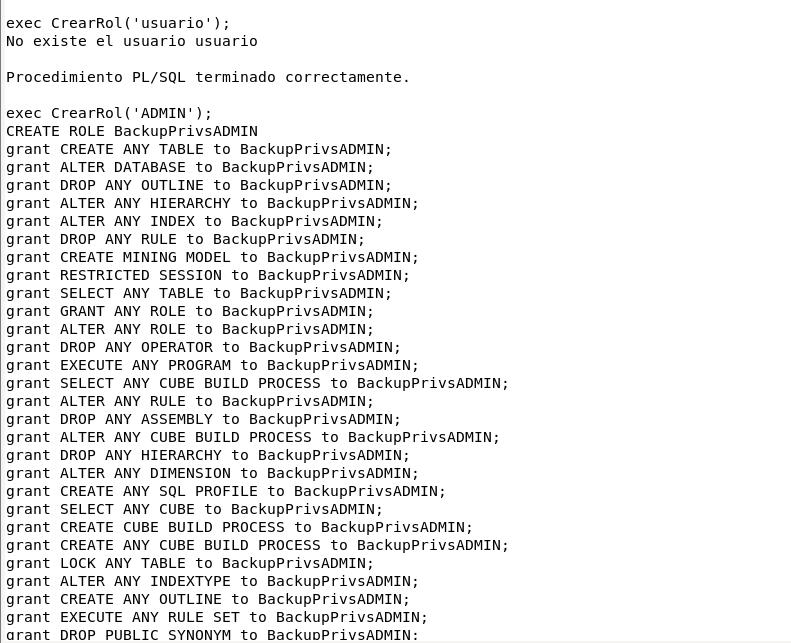 exec CrearRol('usuario');
No existe el usuario usuario
Procedimiento PL/SQL terminado correctamente.
exec CrearRol('ADMIN');
CREATE ROLE BackupPrivsADMIN
grant CREATE ANY TABLE to BackupPrivsADMIN;
grant ALTER DATABASE to BackupPrivsADMIN;
grant DROP ANY OUTLINE to BackupPrivsADMIN;
grant ALTER ANY HIERARCHY to BackupPrivsADMIN;
grant ALTER ANY INDEX to BackupPrivsADMIN;
grant DROP ANY RULE to BackupPrivsADMIN;
grant CREATE MINING MODEL to BackupPrivsADMIN;
grant RESTRICTED SESSION to BackupPrivsADMIN;
grant SELECT ANY TABLE to BackupPrivsADMIN;
grant GRANT ANY ROLE to BackupPrivsADMIN;
grant ALTER ANY ROLE to BackupPrivsADMIN;
grant DROP ANY OPERATOR to BackupPrivsADMIN;
grant EXECUTE ANY PROGRAM to BackupPrivsADMIN;
grant SELECT ANY CUBE BUILD PROCESS to BackupPrivsADMIN;
grant ALTER ANY RULE to BackupPrivsADMIN;
grant DROP ANY ASSEMBLY to BackupPrivsADMIN;
grant ALTER ANY CUBE BUILD PROCESS to BackupPrivsADMIN;
grant DROP ANY HIERARCHY to BackupPrivsADMIN;
grant ALTER ANY DIMENSION to BackupPrivsADMIN;
grant CREATE ANY SQL PROFILE to BackupPrivsADMIN;
grant SELECT ANY CUBE to BackupPrivsADMIN;
grant CREATE CUBE BUILD PROCESS to BackupPrivsADMIN;
grant CREATE ANY CUBE BUILD PROCESS to BackupPrivsADMIN;
grant LOCK ANY TABLE to BackupPrivsADMIN;
grant ALTER ANY INDEXTYPE to BackupPrivsADMIN;
grant CREATE ANY OUTLINE to BackupPrivsADMIN;
grant EXECUTE ANY RULE SET to BackupPrivsADMIN;
grant DROP PUBLIC SYNONYM to BackupPrivsADMIN;